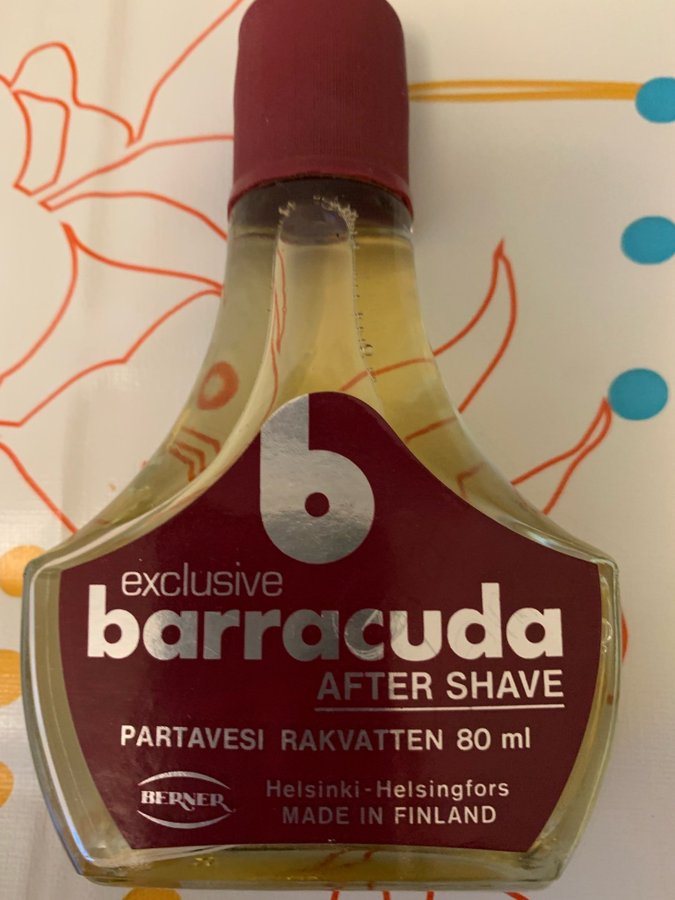 b
exclusive
barracuda
AFTER SHAVE
PARTAVESI RAKVATTEN 80 ml
BERNER
Helsinki-Helsingfors
MADE IN FINLAND